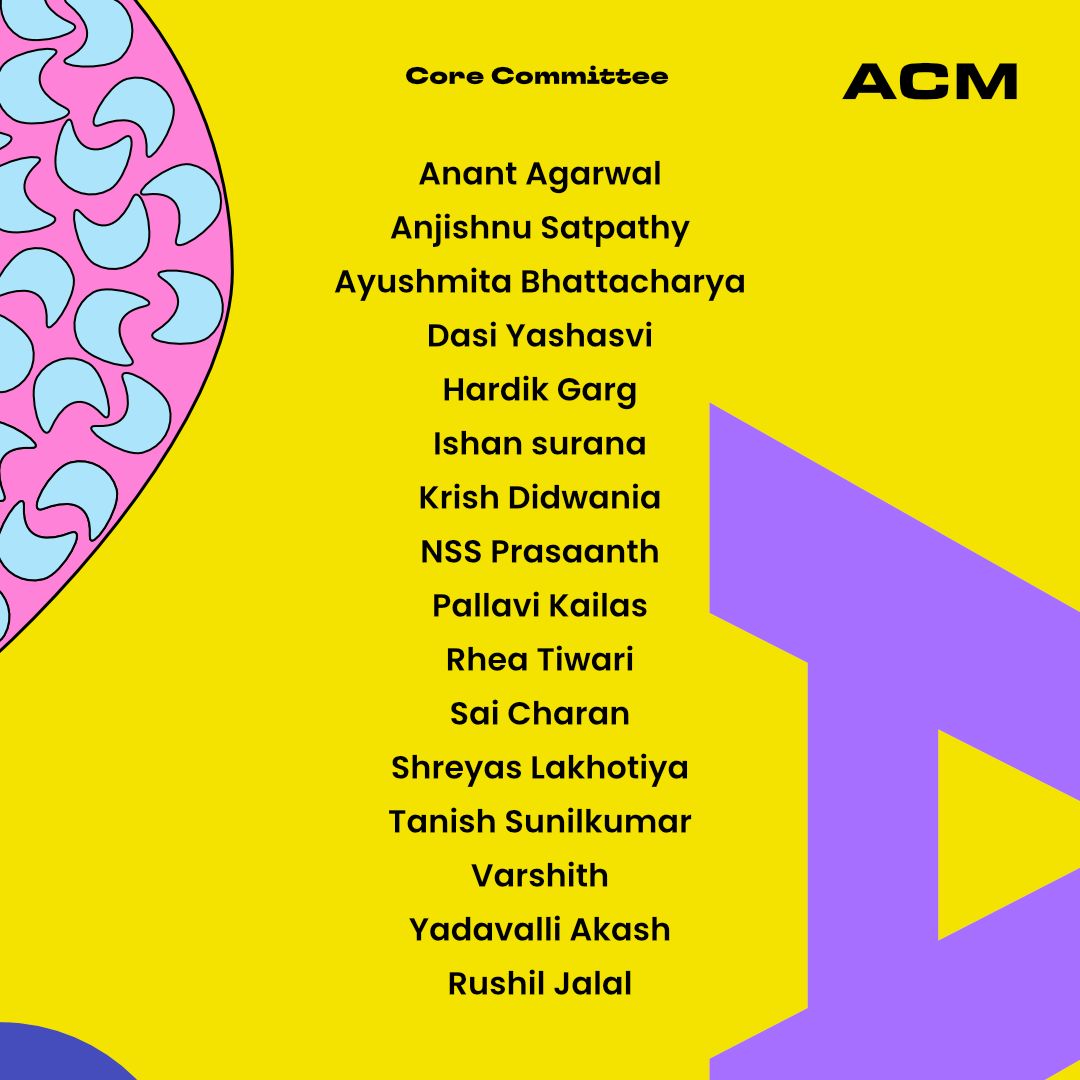 Core Committee
ACM
Anant Agarwal
Anjishnu Satpathy
Ayushmita Bhattacharya
Dasi Yashasvi
Hardik Garg
Ishan surana
Krish Didwania
NSS Prasaanth
Pallavi Kailas
Rhea Tiwari
Sai Charan
Shreyas Lakhotiya
Tanish Sunilkumar
Varshith
Yadavalli Akash
Rushil Jalal